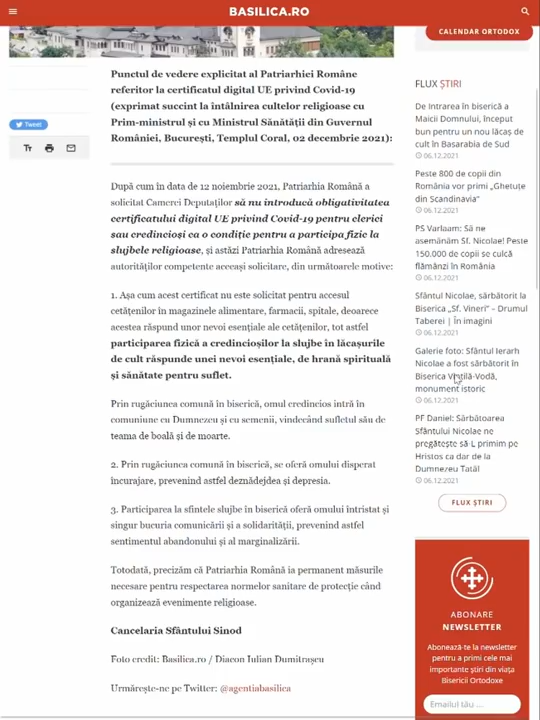 BASILICA.RO
CALENDAR ORTODOX
Punctul de vedere explicitat al Patriarhiei Române
referitor la certificatul digital UE privind Covid-19
(exprimat succint la întâlnirea cultelor religioase cu
Prim-ministrul și cu Ministrul Sănătății din Guvernul
României, București, Templul Coral, 02 decembrie 2021):
Tweet
După cum în data de 12 noiembrie 2021, Patriarhia Română a
solicitat Camerei Deputaților să nu introducă obligativitatea
certificatului digital UE privind Covid-19 pentru clerici
sau credincioși ca o condiție pentru a participa fizic la
slujbele religioase, și astăzi Patriarhia Română adresează
autorităților competente aceeași solicitare, din următoarele motive:
1. Așa cum acest certificat nu este solicitat pentru accesul
cetățenilor în magazinele alimentare, farmacii, spitale, deoarece
acestea răspund unor nevoi esențiale ale cetățenilor, tot astfel
participarea fizică a credincioșilor la slujbe în lăcașurile
de cult răspunde unei nevoi esențiale, de hrană spirituală
și sănătate pentru suflet.
Prin rugăciunea comună în biserică, omul credincios intră în
comuniune cu Dumnezeu și cu semenii, vindecând sufletul său de
teama de boală și de moarte.
2. Prin rugăciunea comună în biserică, se oferă omului disperat
încurajare, prevenind astfel deznădejdea și depresia.
3. Participarea la sfintele slujbe în biserică oferă omului întristat și
singur bucuria comunicării și a solidarității, prevenind astfel
sentimentul abandonului și al marginalizării.
Totodată, precizăm că Patriarhia Română ia permanent măsurile
necesare pentru respectarea normelor sanitare de protecție când
organizează evenimente religioase.
Cancelaria Sfântului Sinod
Foto credit: Basilica.ro / Diacon Iulian Dumitrașcu
Urmărește-ne pe Twitter: @agentiabasilica
FLUX ȘTIRI
De Intrarea în biserică a
Maicii Domnului, început
bun pentru un nou lăcaș de
cult în Basarabia de Sud
06.12.2021
Peste 800 de copii din
România vor primi „Ghetuțe
din Scandinavia”
06.12.2021
PS Varlaam: Să ne
asemănăm Sf. Nicolae! Peste
150.000 de copii se culcă
flămânzi în România
06.12.2021
Sfântul Nicolae, sărbătorit la
Biserica „Sf. Vineri” – Drumul
Taberei | În imagini
06.12.2021
Galerie foto: Sfântul Ierarh
Nicolae a fost sărbătorit în
Biserica Vintilă-Vodă,
monument istoric
06.12.2021
PF Daniel: Sărbătoarea
Sfântului Nicolae ne
pregătește să-L primim pe
Hristos ca dar de la
Dumnezeu Tatăl
06.12.2021
FLUX ȘTIRI
ABONARE
NEWSLETTER
Abonează-te la newsletter
pentru a primi cele mai
importante știri din viața
Bisericii Ortodoxe
Emailul tău ...